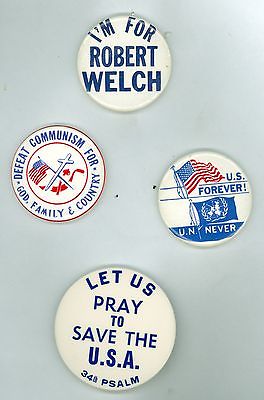 I'M FOR
ROBERT
WELCH
DEFEAT COMMUNISM FOR
GOD, FAMILY & COUNTRY
U.S.
FOREVER!
U.N. NEVER
LET US
PRAY
TO
SAVE THE
U.S.A.
34th PSALM